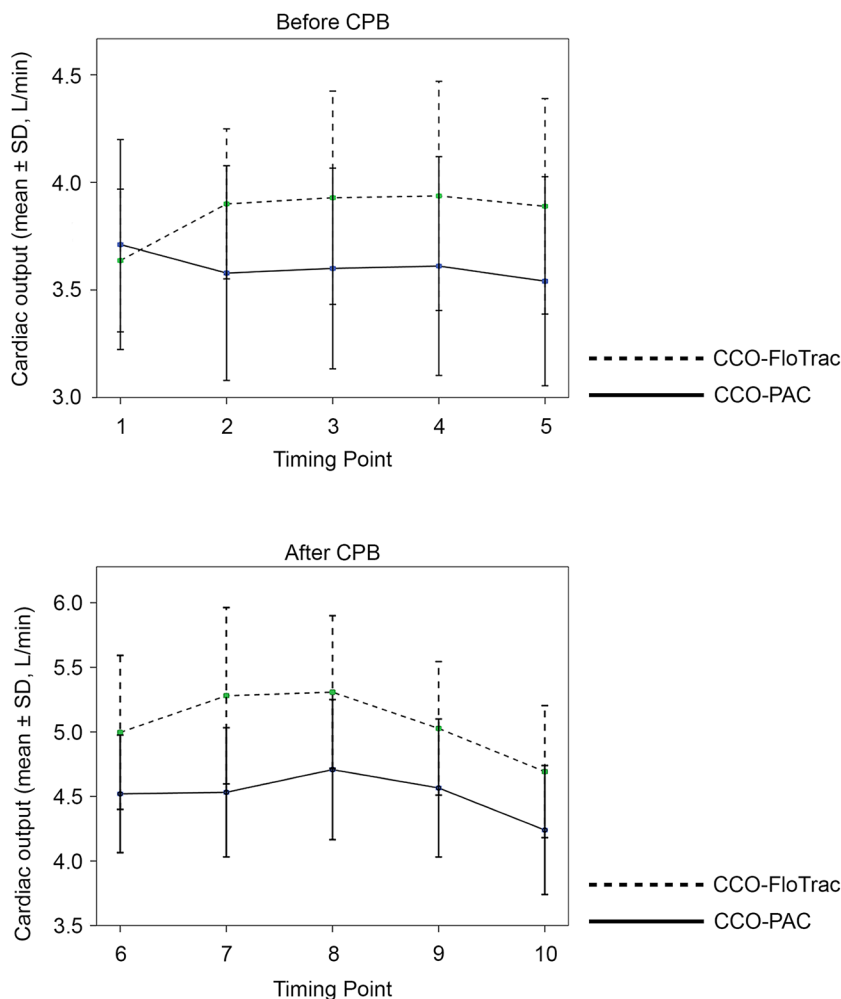 Before CPB
Cardiac output (mean ± SD, L/min)
4.5
4.0
3.5
3.0
1 2 3 4 5
Timing Point
CCO-FloTrac
CCO-PAC
After CPB
Cardiac output (mean ± SD, L/min)
6.0
5.5
5.0
4.5
4.0
3.5
6 7 8 9 10
Timing Point
CCO-FloTrac
CCO-PAC